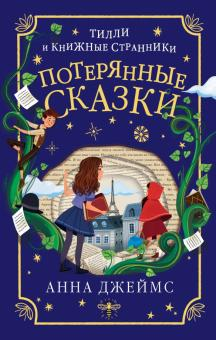 ТИЛЛИ
И КНИЖНЫЕ СТРАННИКИ
ПОТЕРЯННЫЕ
СКАЗКИ
АННА ДЖЕЙМС